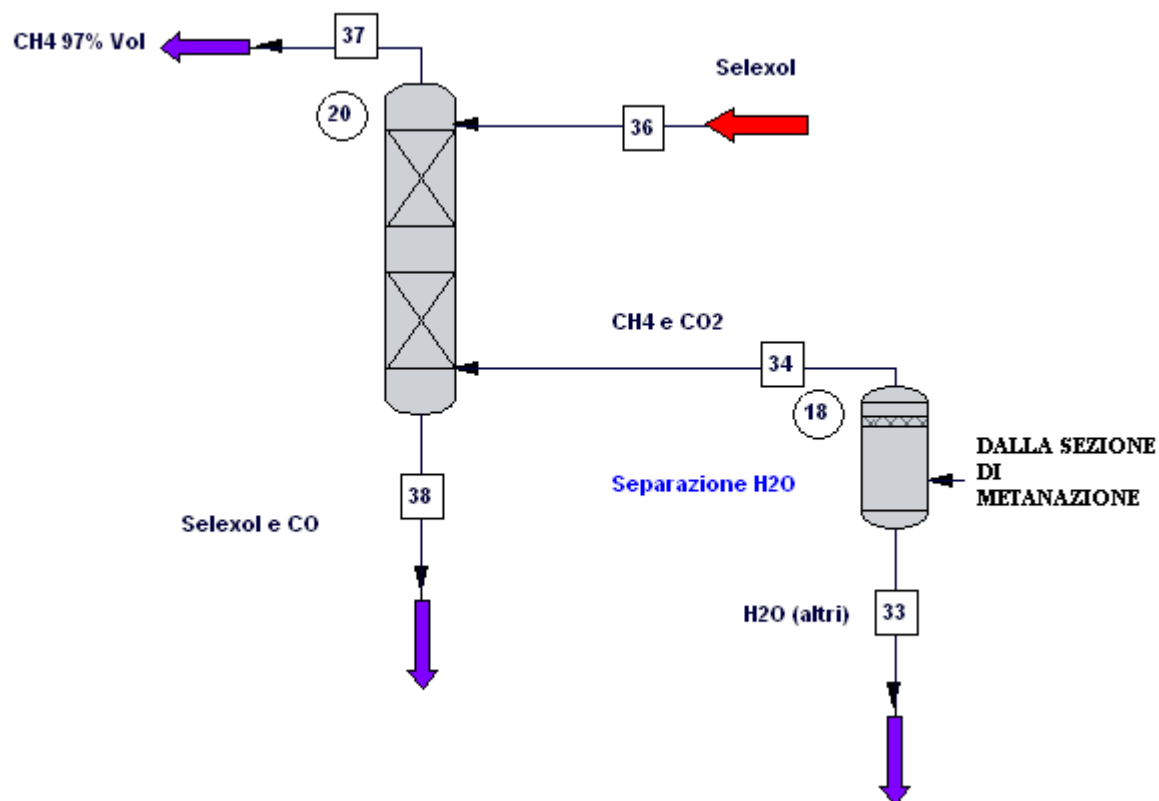 CH4 97% Vol
37
Selexol
20
36
CH4 e CO2
34
18
DALLA SEZIONE
DI
METANAZIONE
Separazione H2O
38
Selexol e CO
H2O (altri)
33